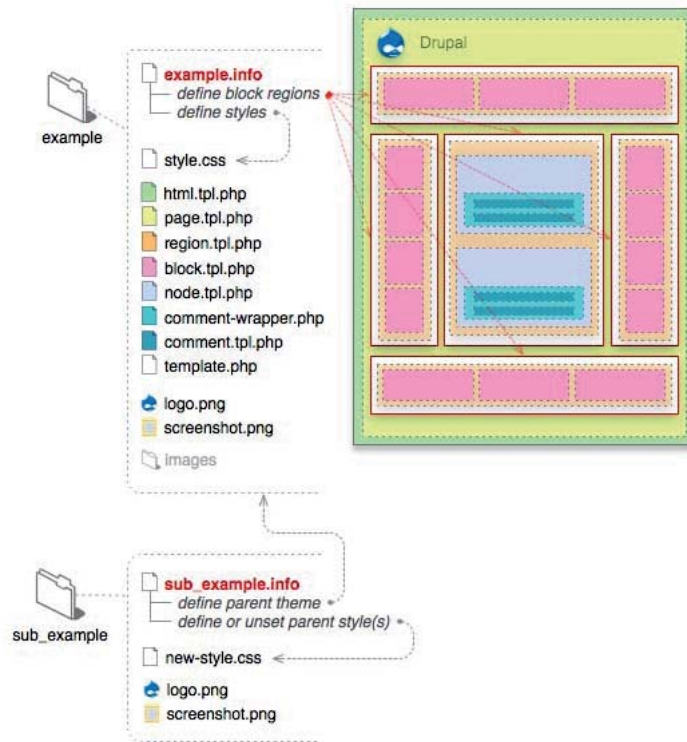 Drupal
example.info
define block regions
define styles
example
style.css
html.tpl.php
page.tpl.php
region.tpl.php
block.tpl.php
node.tpl.php
comment-wrapper.php
comment.tpl.php
template.php
logo.png
screenshot.png
images
sub_example.info
define parent theme
define or unset parent style(s)
sub_example
new-style.css
logo.png
screenshot.png